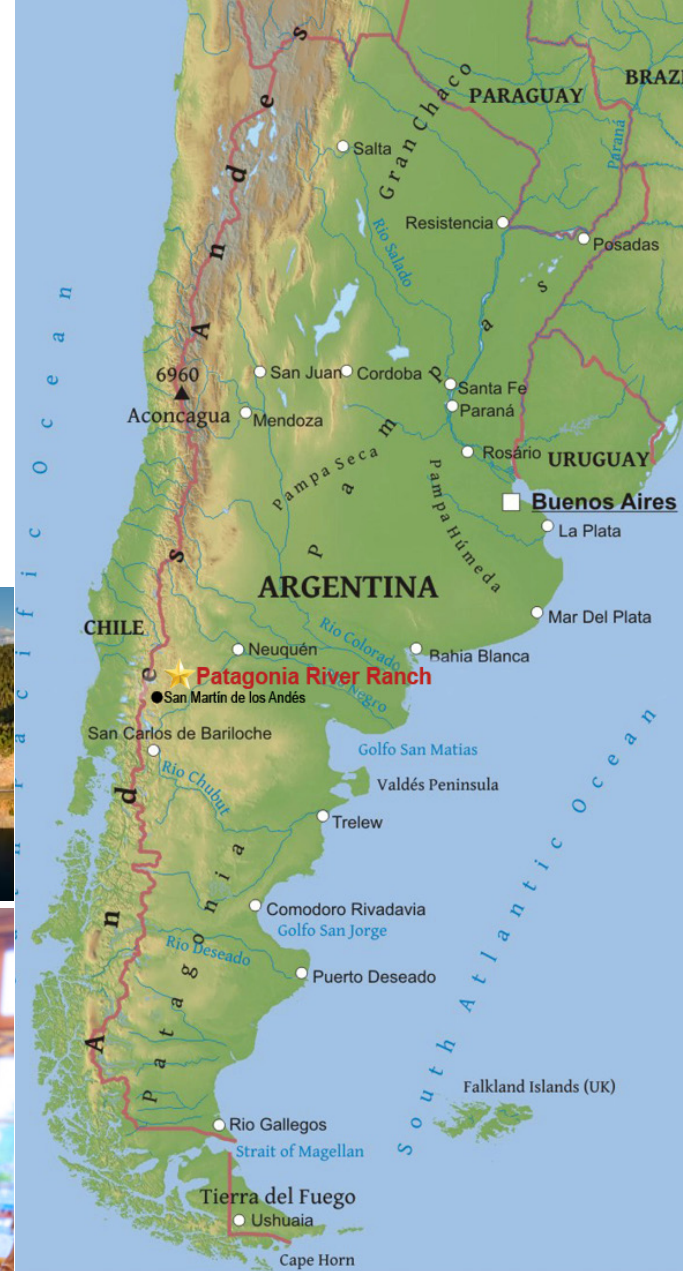 BRAZI
PARAGUAY
Gran Chaco
Paraná
Salta
Rio Salado
Resistencia
Posadas
Andes
6960
Aconcagua
San Juan
Cordoba
Mendoza
Santa Fe
Paraná
Pampas
Rosário
URUGUAY
Pampa Seca
Pampa Húmeda
Buenos Aires
La Plata
ARGENTINA
Mar Del Plata
CHILE
Rio Colorado
Neuquén
Bahia Blanca
Patagonia River Ranch
San Martín de los Andés
Negro
San Carlos de Bariloche
Golfo San Matias
Rio Chubut
Valdés Peninsula
Trelew
Andes
Patagonia
Comodoro Rivadavia
Golfo San Jorge
Rio Deseado
Puerto Deseado
Pacific Ocean
South Atlantic Ocean
Falkland Islands (UK)
Rio Gallegos
Strait of Magellan
Tierra del Fuego
Ushuaia
Cape Horn